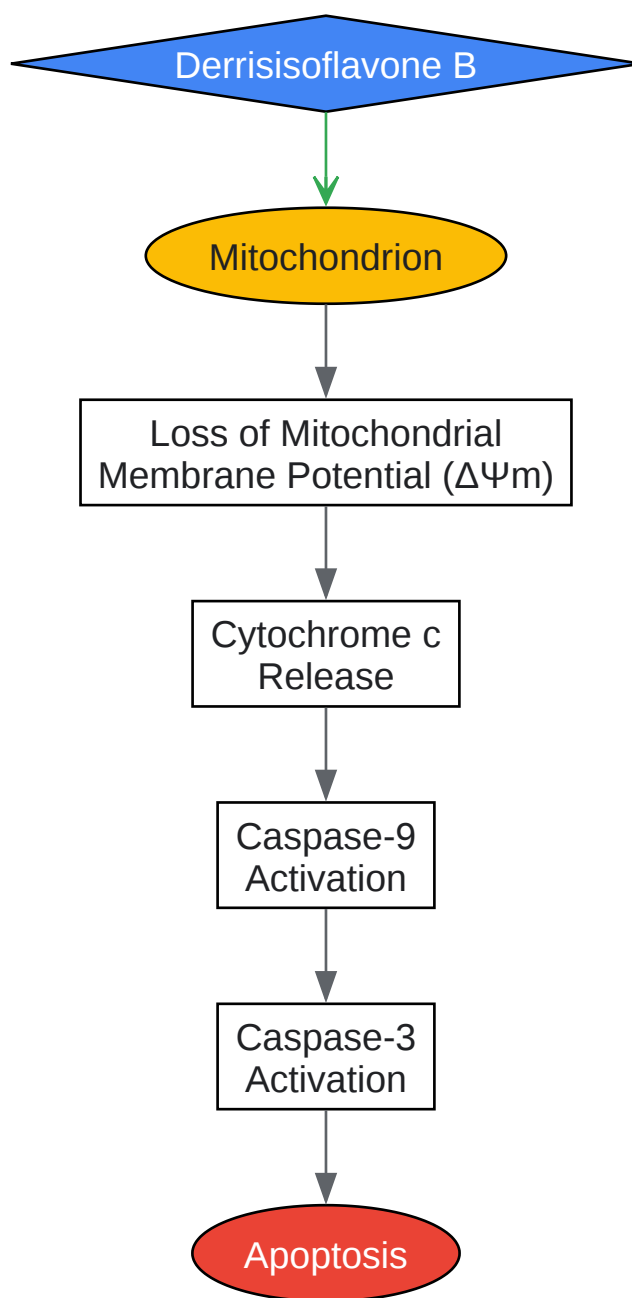 Derrisisoflavone B
Mitochondrion
Loss of Mitochondrial
Membrane Potential (ΔΨm)
Cytochrome c
Release
Caspase-9
Activation
Caspase-3
Activation
Apoptosis